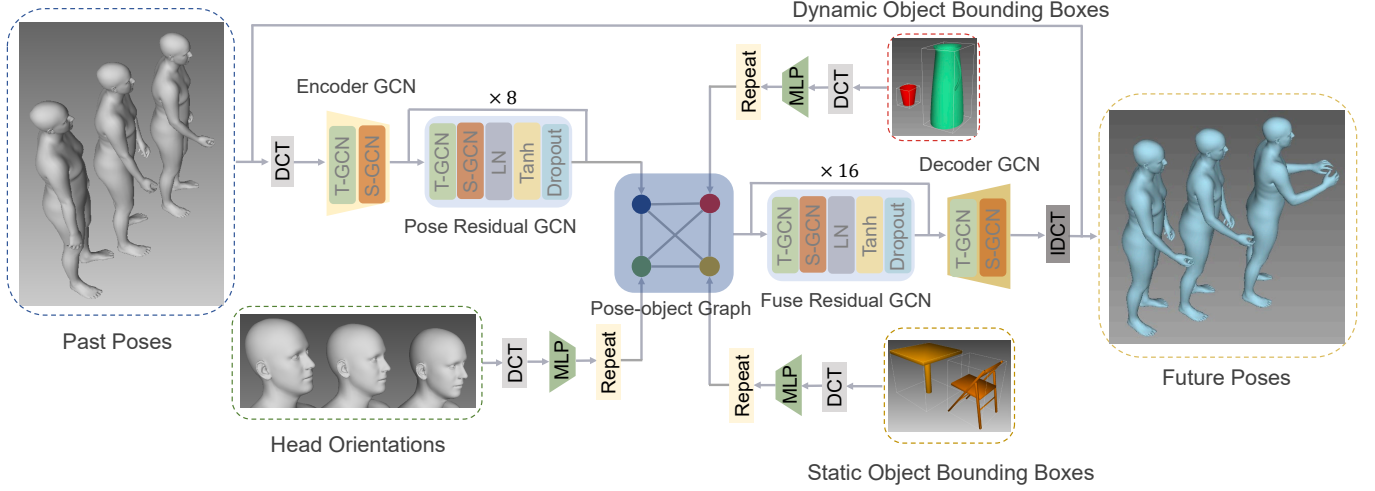 Dynamic Object Bounding Boxes
Encoder GCN
× 8
DCT
T-GCN
S-GCN
T-GCN
S-GCN
LN
Tanh
Dropout
Pose Residual GCN
Repeat
MLP
DCT
Decoder GCN
× 16
T-GCN
S-GCN
LN
Tanh
Dropout
Fuse Residual GCN
T-GCN
S-GCN
IDCT
Pose-object Graph
Past Poses
DCT
MLP
Repeat
Head Orientations
Repeat
MLP
DCT
Static Object Bounding Boxes
Future Poses